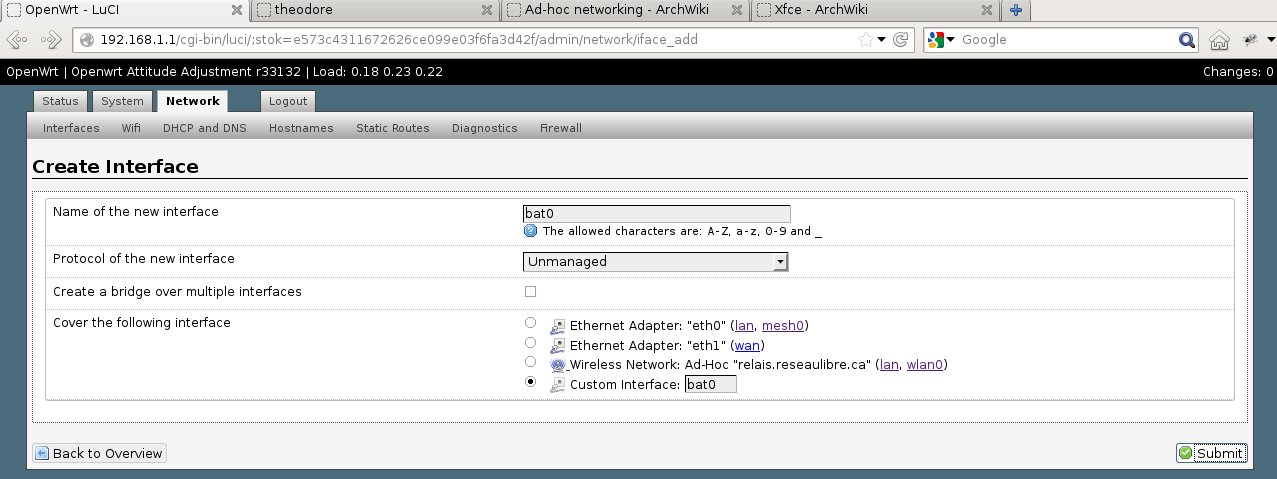 OpenWrt - LuCI theodore Ad-hoc networking - ArchWiki Xfce - ArchWiki
192.168.1.1/cgi-bin/luci/;stok=e573c4311672626ce099e03f6fa3d42f/admin/network/iface_add Google
OpenWrt | Openwrt Attitude Adjustment r33132 | Load: 0.18 0.23 0.22 Changes: 0
Status System Network Logout
Interfaces Wifi DHCP and DNS Hostnames Static Routes Diagnostics Firewall
Create Interface
Name of the new interface bat0
The allowed characters are: A-Z, a-z, 0-9 and _
Protocol of the new interface Unmanaged
Create a bridge over multiple interfaces
Cover the following interface
Ethernet Adapter: "eth0" (lan, mesh0)
Ethernet Adapter: "eth1" (wan)
Wireless Network: Ad-Hoc "relais.reseaulibre.ca" (lan, wlan0)
Custom Interface: bat0
Back to Overview Submit